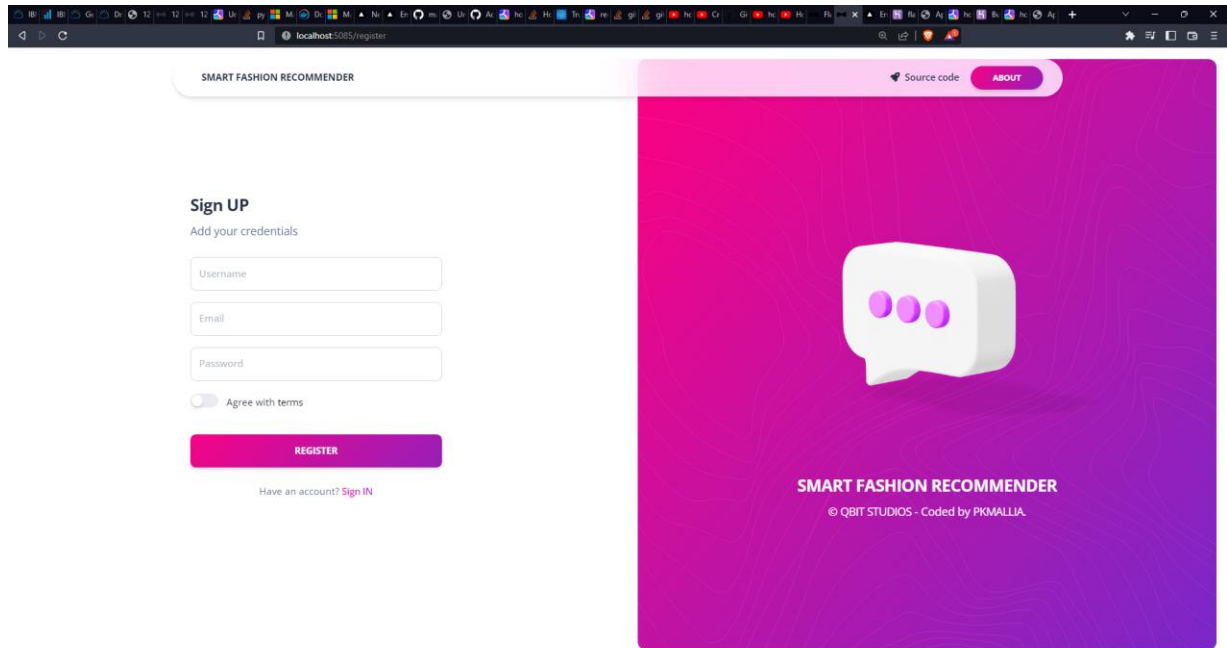 localhost:5085/register
SMART FASHION RECOMMENDER
Source code
ABOUT
Sign UP
Add your credentials
Username
Email
Password
Agree with terms
REGISTER
Have an account? Sign IN
SMART FASHION RECOMMENDER
© QBIT STUDIOS - Coded by PKMALLIA.